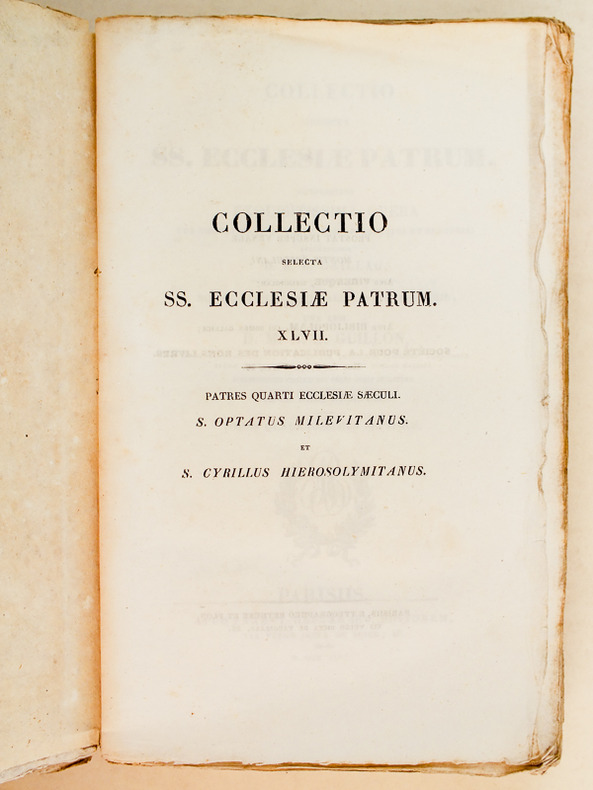 COLLECTIO
SELECTA
SS. ECCLESIÆ PATRUM.
XLVII.
PATRES QUARTI ECCLESIÆ SÆCULI.
S. OPTATUS MILEVITANUS.
ET
S. CYRILLUS HIEROSOLYMITANUS.